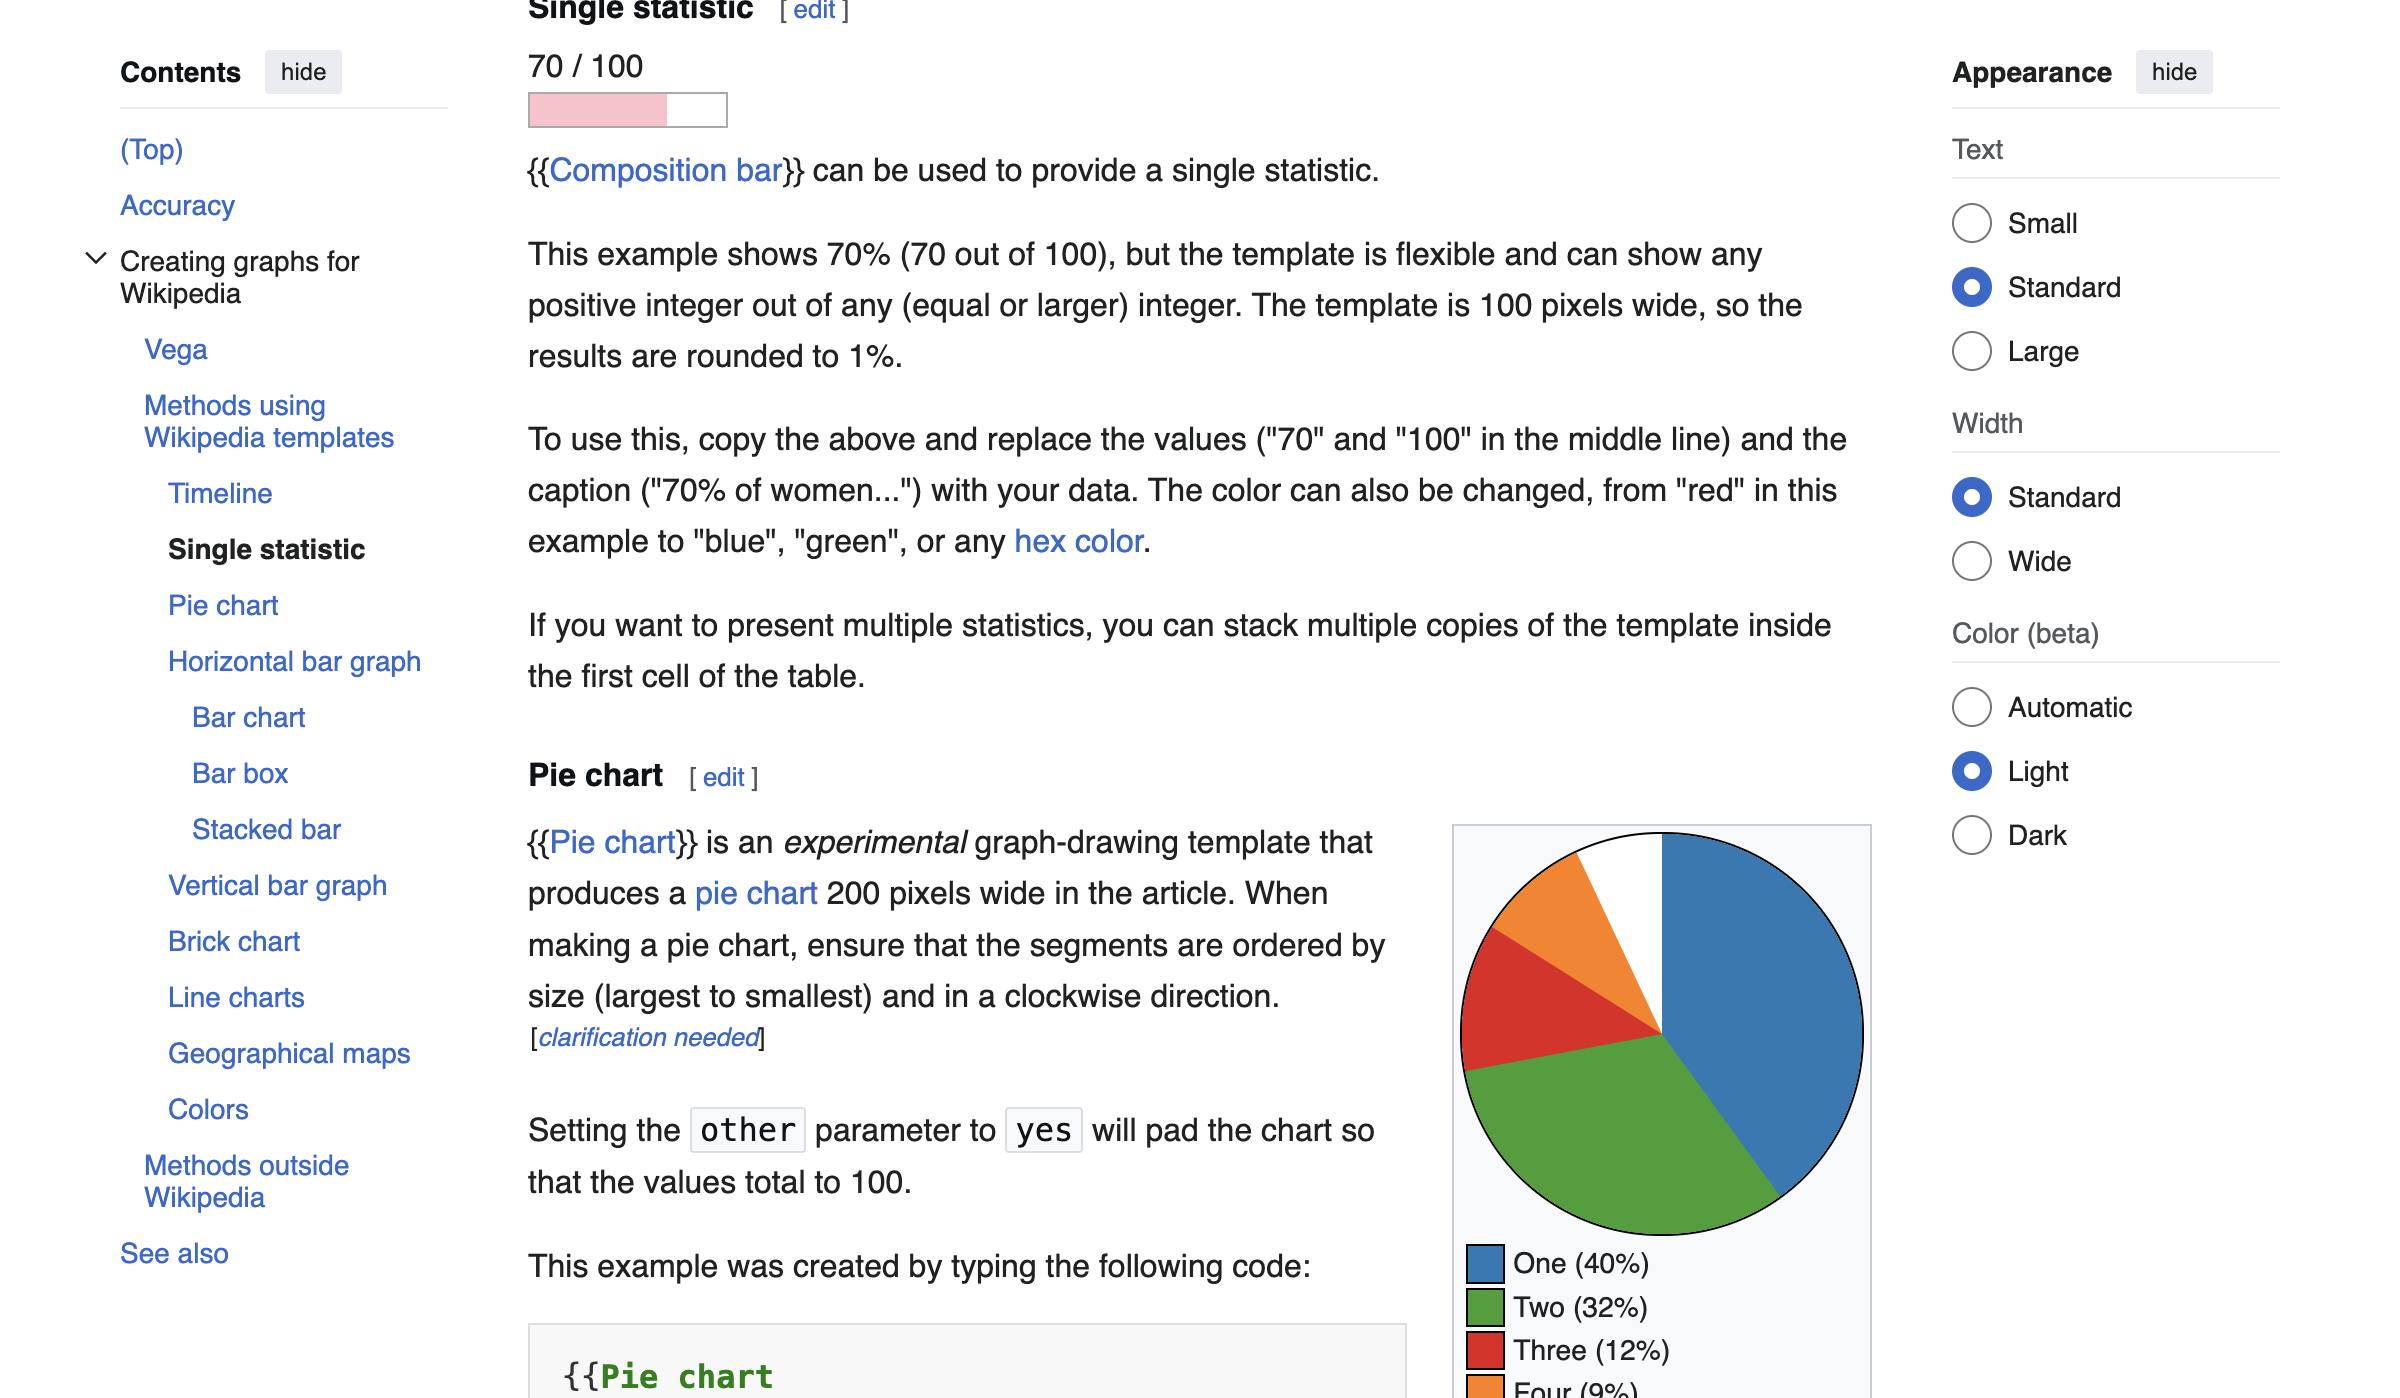 Contents hide
(Top)
Accuracy
Creating graphs for
Wikipedia
Vega
Methods using
Wikipedia templates
Timeline
Single statistic
Pie chart
Horizontal bar graph
Bar chart
Bar box
Stacked bar
Vertical bar graph
Brick chart
Line charts
Geographical maps
Colors
Methods outside
Wikipedia
See also
Single statistic [ edit ]
70 / 100
{{Composition bar}} can be used to provide a single statistic.
This example shows 70% (70 out of 100), but the template is flexible and can show any
positive integer out of any (equal or larger) integer. The template is 100 pixels wide, so the
results are rounded to 1%.
To use this, copy the above and replace the values ("70" and "100" in the middle line) and the
caption ("70% of women...") with your data. The color can also be changed, from "red" in this
example to "blue", "green", or any hex color.
If you want to present multiple statistics, you can stack multiple copies of the template inside
the first cell of the table.
Pie chart [ edit ]
{{Pie chart}} is an experimental graph-drawing template that
produces a pie chart 200 pixels wide in the article. When
making a pie chart, ensure that the segments are ordered by
size (largest to smallest) and in a clockwise direction.
[clarification needed]
Setting the other parameter to yes will pad the chart so
that the values total to 100.
This example was created by typing the following code:
{{Pie chart
One (40%)
Two (32%)
Three (12%)
Four (9%)
Appearance hide
Text
Small
Standard
Large
Width
Standard
Wide
Color (beta)
Automatic
Light
Dark